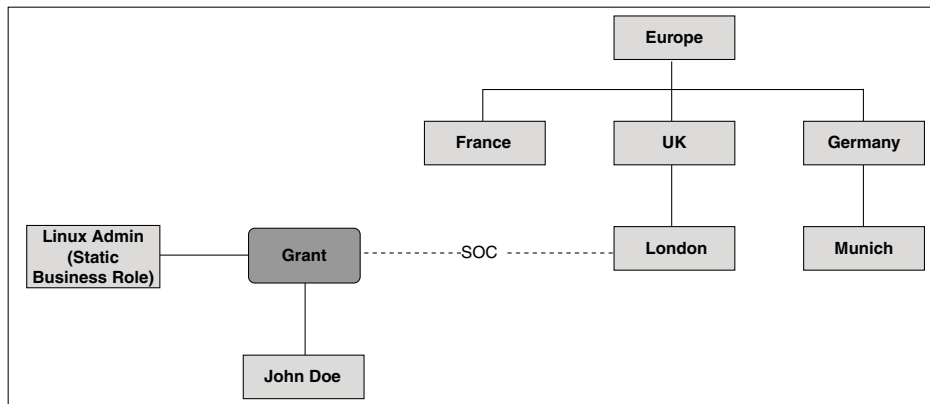 Europe
France
UK
Germany
Linux Admin
(Static
Business Role)
Grant
SOC
London
Munich
John Doe